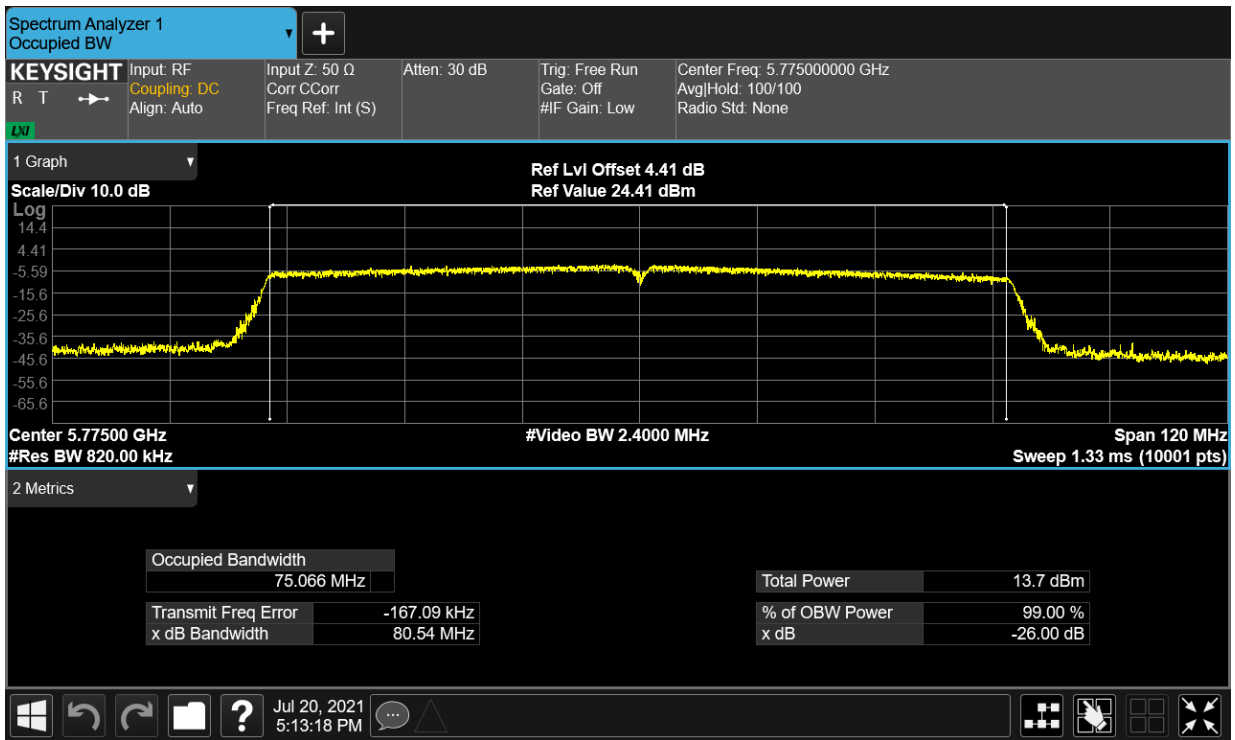 Spectrum Analyzer 1
Occupied BW
▼
+
KEYSIGHT
R T
LXI
Input: RF
Coupling: DC
Align: Auto
Input Z: 50 Ω
Corr CCorr
Freq Ref: Int (S)
Atten: 30 dB
Trig: Free Run
Gate: Off
#IF Gain: Low
Center Freq: 5.775000000 GHz
Avg|Hold: 100/100
Radio Std: None
1 Graph ▼
Scale/Div 10.0 dB
Ref Lvl Offset 4.41 dB
Ref Value 24.41 dBm
Log
14.4
4.41
-5.59
-15.6
-25.6
-35.6
-45.6
-55.6
-65.6
Center 5.77500 GHz
#Res BW 820.00 kHz
#Video BW 2.4000 MHz
Span 120 MHz
Sweep 1.33 ms (10001 pts)
2 Metrics ▼
Occupied Bandwidth
75.066 MHz
Transmit Freq Error -167.09 kHz
x dB Bandwidth 80.54 MHz
Total Power 13.7 dBm
% of OBW Power 99.00 %
x dB -26.00 dB
?
Jul 20, 2021
5:13:18 PM